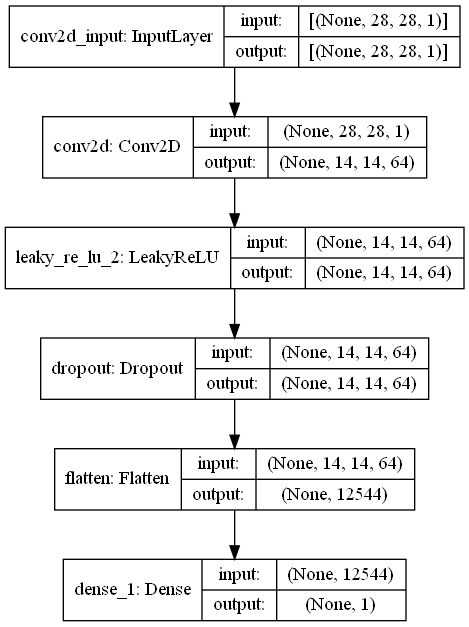 conv2d_input: InputLayer
input: [(None, 28, 28, 1)]
output: [(None, 28, 28, 1)]
conv2d: Conv2D
input: (None, 28, 28, 1)
output: (None, 14, 14, 64)
leaky_re_lu_2: LeakyReLU
input: (None, 14, 14, 64)
output: (None, 14, 14, 64)
dropout: Dropout
input: (None, 14, 14, 64)
output: (None, 14, 14, 64)
flatten: Flatten
input: (None, 14, 14, 64)
output: (None, 12544)
dense_1: Dense
input: (None, 12544)
output: (None, 1)